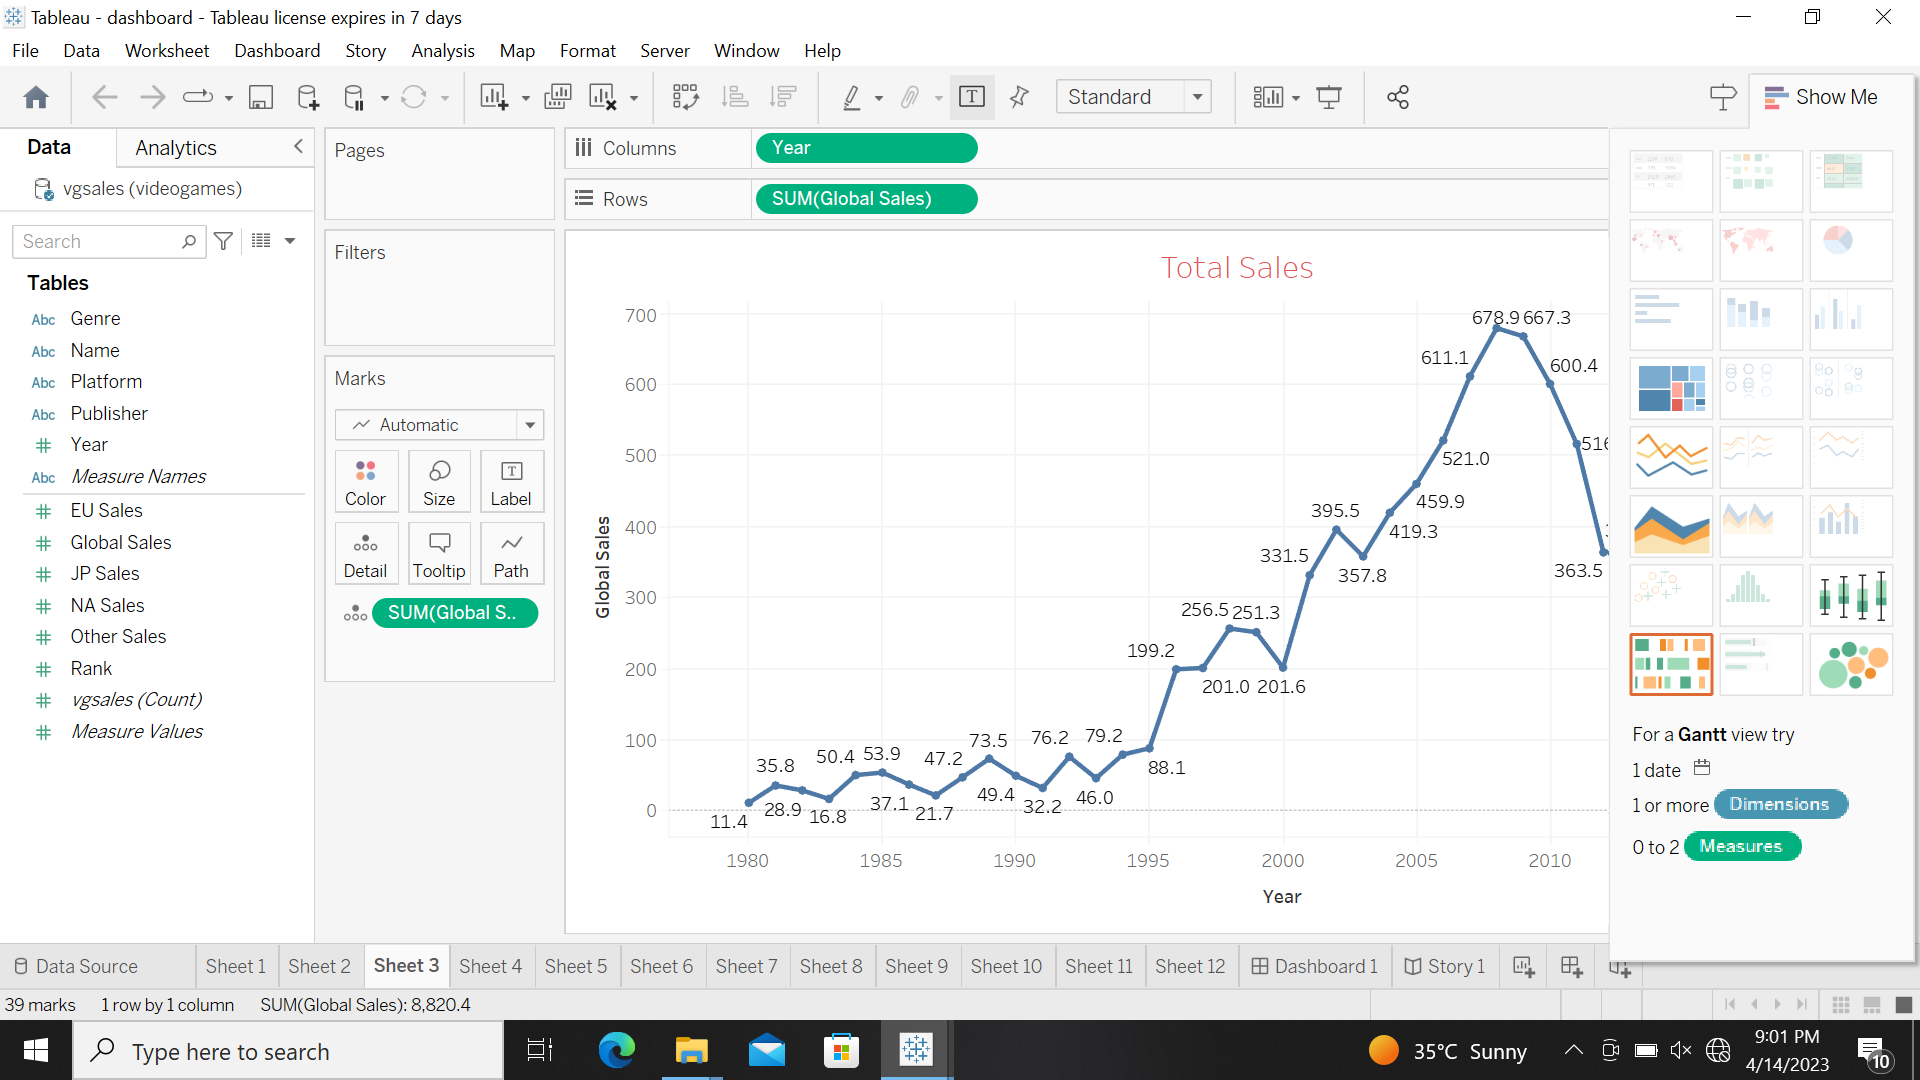 Tableau - dashboard - Tableau license expires in 7 days
File Data Worksheet Dashboard Story Analysis Map Format Server Window Help
Standard
Show Me
Data Analytics
vgsales (videogames)
Search
Tables
Abc Genre
Abc Name
Abc Platform
Abc Publisher
# Year
Abc Measure Names
# EU Sales
# Global Sales
# JP Sales
# NA Sales
# Other Sales
# Rank
# vgsales (Count)
# Measure Values
Pages
Filters
Marks
Automatic
Color Size Label
Detail Tooltip Path
SUM(Global S..
Columns Year
Rows SUM(Global Sales)
Total Sales
Global Sales
700
600
500
400
300
200
100
0
11.4
35.8
28.9
16.8
50.4
53.9
37.1
21.7
47.2
73.5
49.4
32.2
76.2
46.0
79.2
88.1
199.2
201.0
256.5
251.3
201.6
331.5
395.5
357.8
419.3
459.9
521.0
611.1
678.9
667.3
600.4
516
363.5
1980 1985 1990 1995 2000 2005 2010
Year
For a Gantt view try
1 date
1 or more Dimensions
0 to 2 Measures
Data Source Sheet 1 Sheet 2 Sheet 3 Sheet 4 Sheet 5 Sheet 6 Sheet 7 Sheet 8 Sheet 9 Sheet 10 Sheet 11 Sheet 12 Dashboard 1 Story 1
39 marks 1 row by 1 column SUM(Global Sales): 8,820.4
Type here to search
35°C Sunny
9:01 PM
4/14/2023
10